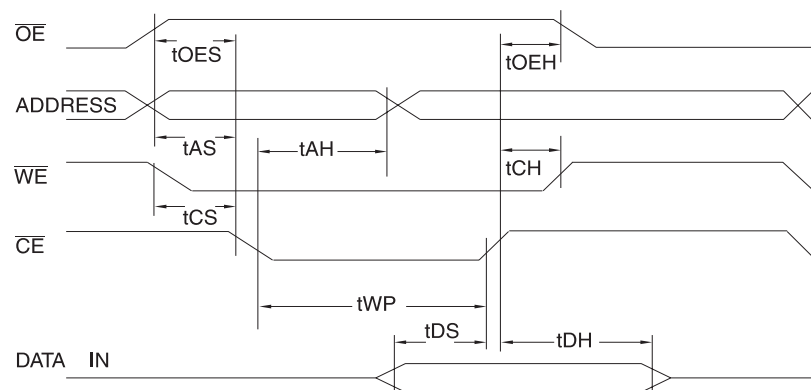 OE
tOES
tOEH
ADDRESS
tAS
tAH
tCH
WE
tCS
CE
tWP
tDS
tDH
DATA IN